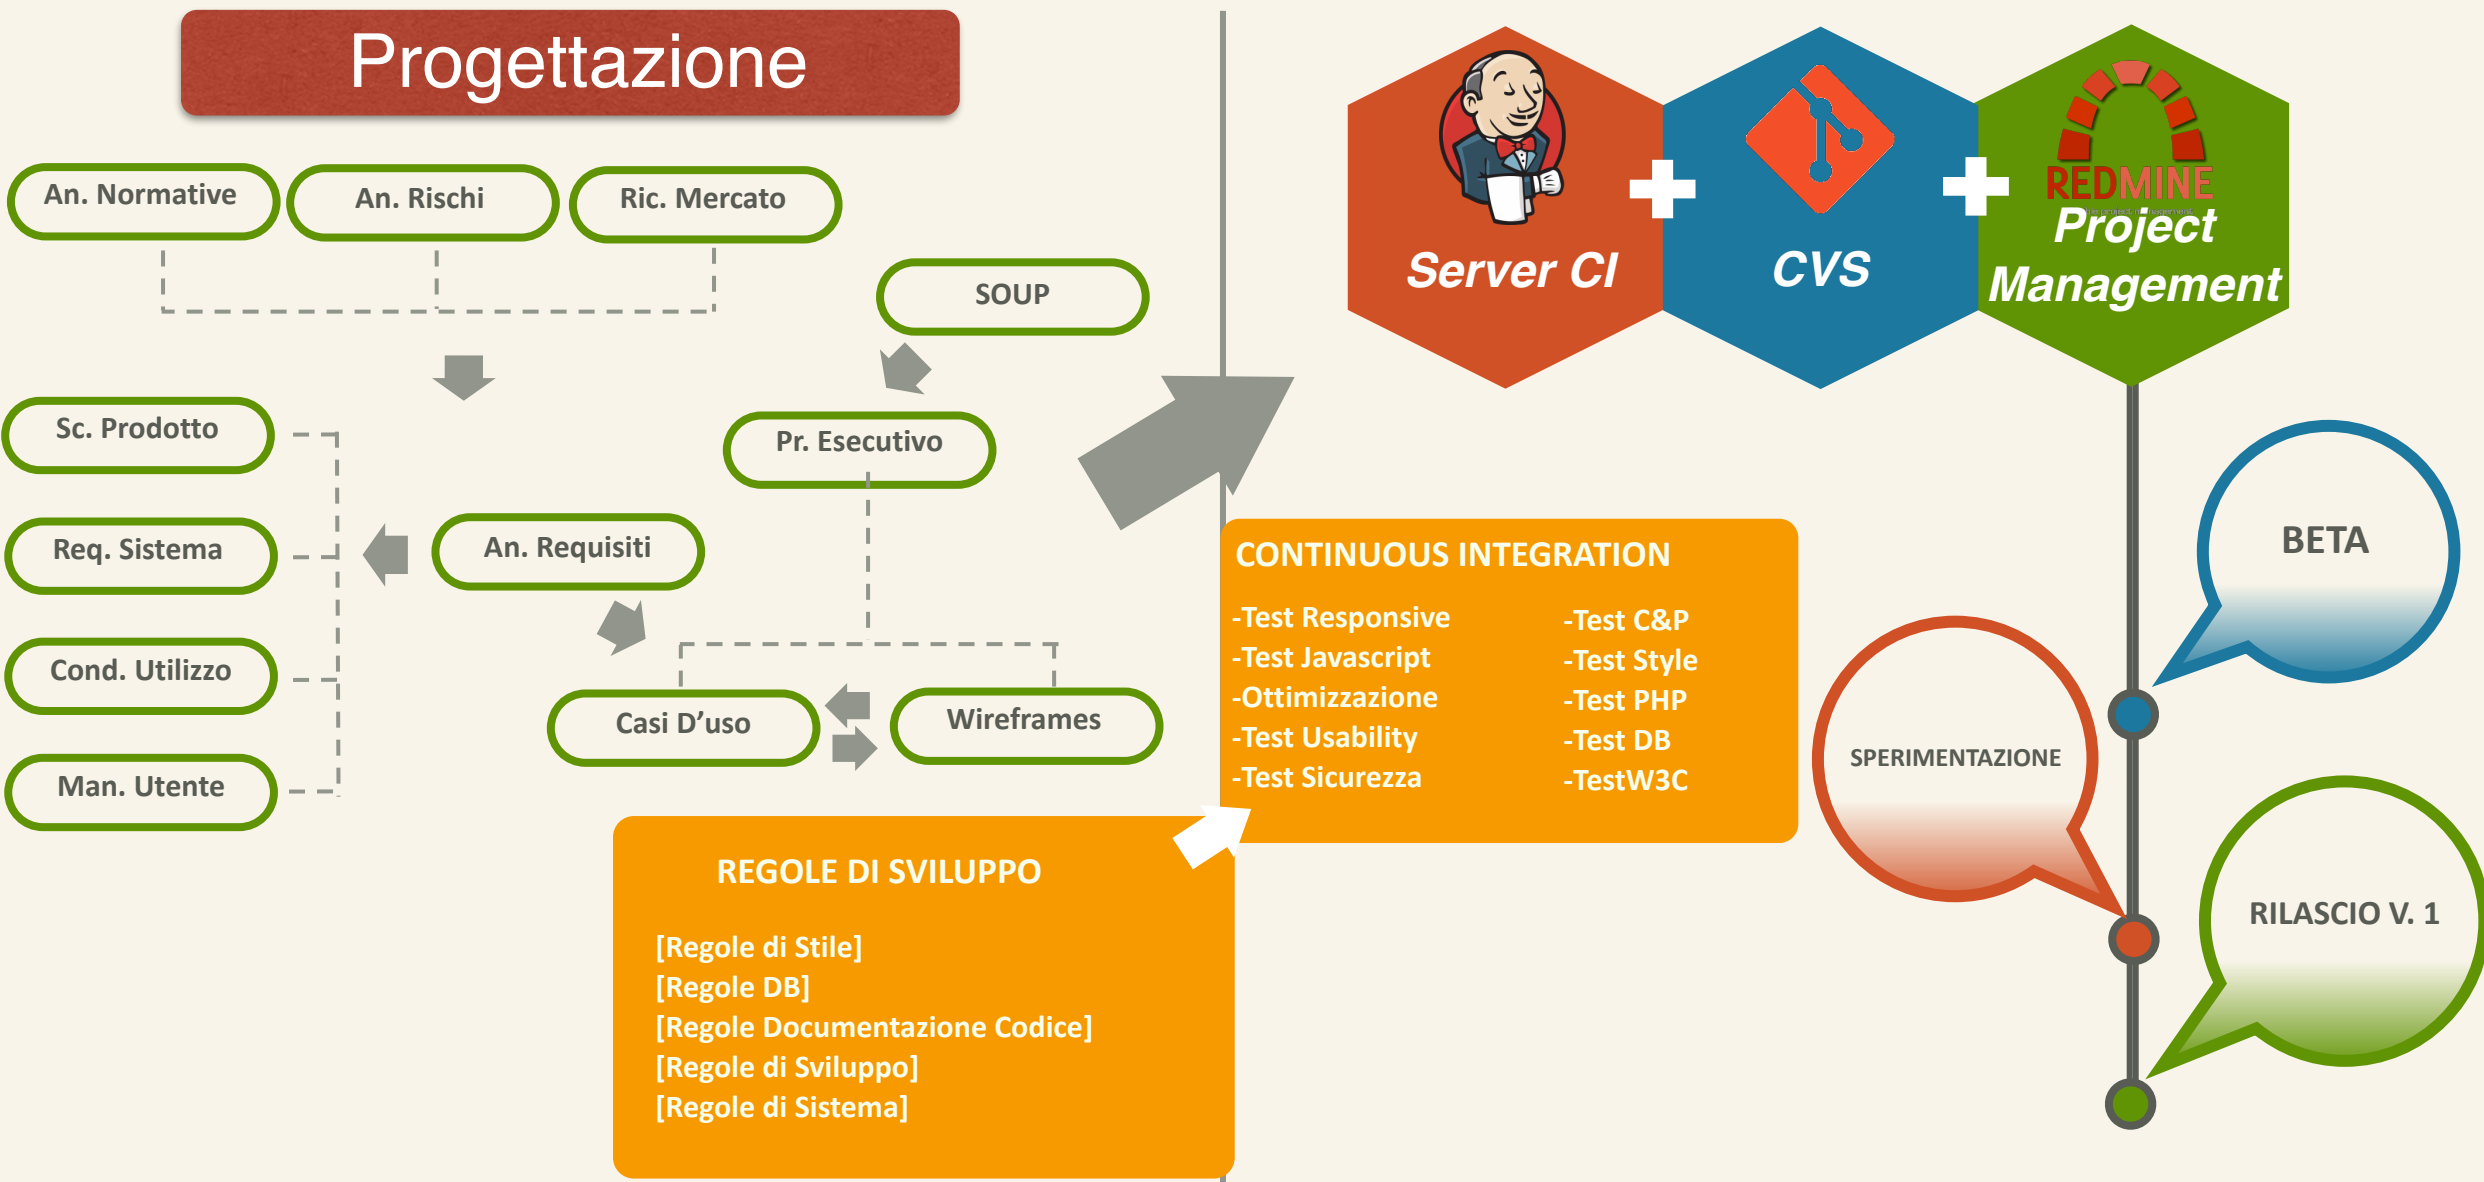 Progettazione
An. Normative
An. Rischi
Ric. Mercato
SOUP
Sc. Prodotto
Pr. Esecutivo
Req. Sistema
An. Requisiti
Cond. Utilizzo
Casi D’uso
Wireframes
Man. Utente
REGOLE DI SVILUPPO
[Regole di Stile]
[Regole DB]
[Regole Documentazione Codice]
[Regole di Sviluppo]
[Regole di Sistema]
Server CI
CVS
REDMINE
Project
Management
CONTINUOUS INTEGRATION
-Test Responsive
-Test Javascript
-Ottimizzazione
-Test Usability
-Test Sicurezza
-Test C&P
-Test Style
-Test PHP
-Test DB
-TestW3C
BETA
SPERIMENTAZIONE
RILASCIO V. 1